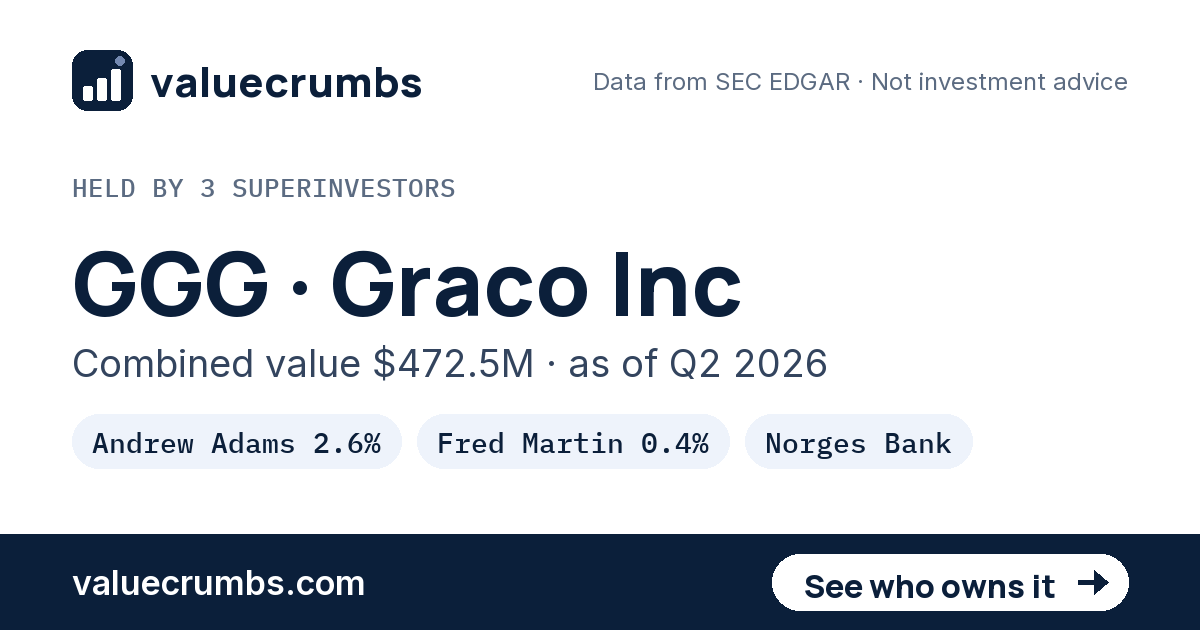 valuecrumbs
Data from SEC EDGAR · Not investment advice
HELD BY 3 SUPERINVESTORS
GGG · Graco Inc
Combined value $472.5M · as of Q2 2026
Andrew Adams 2.6%
Fred Martin 0.4%
Norges Bank
valuecrumbs.com
See who owns it →